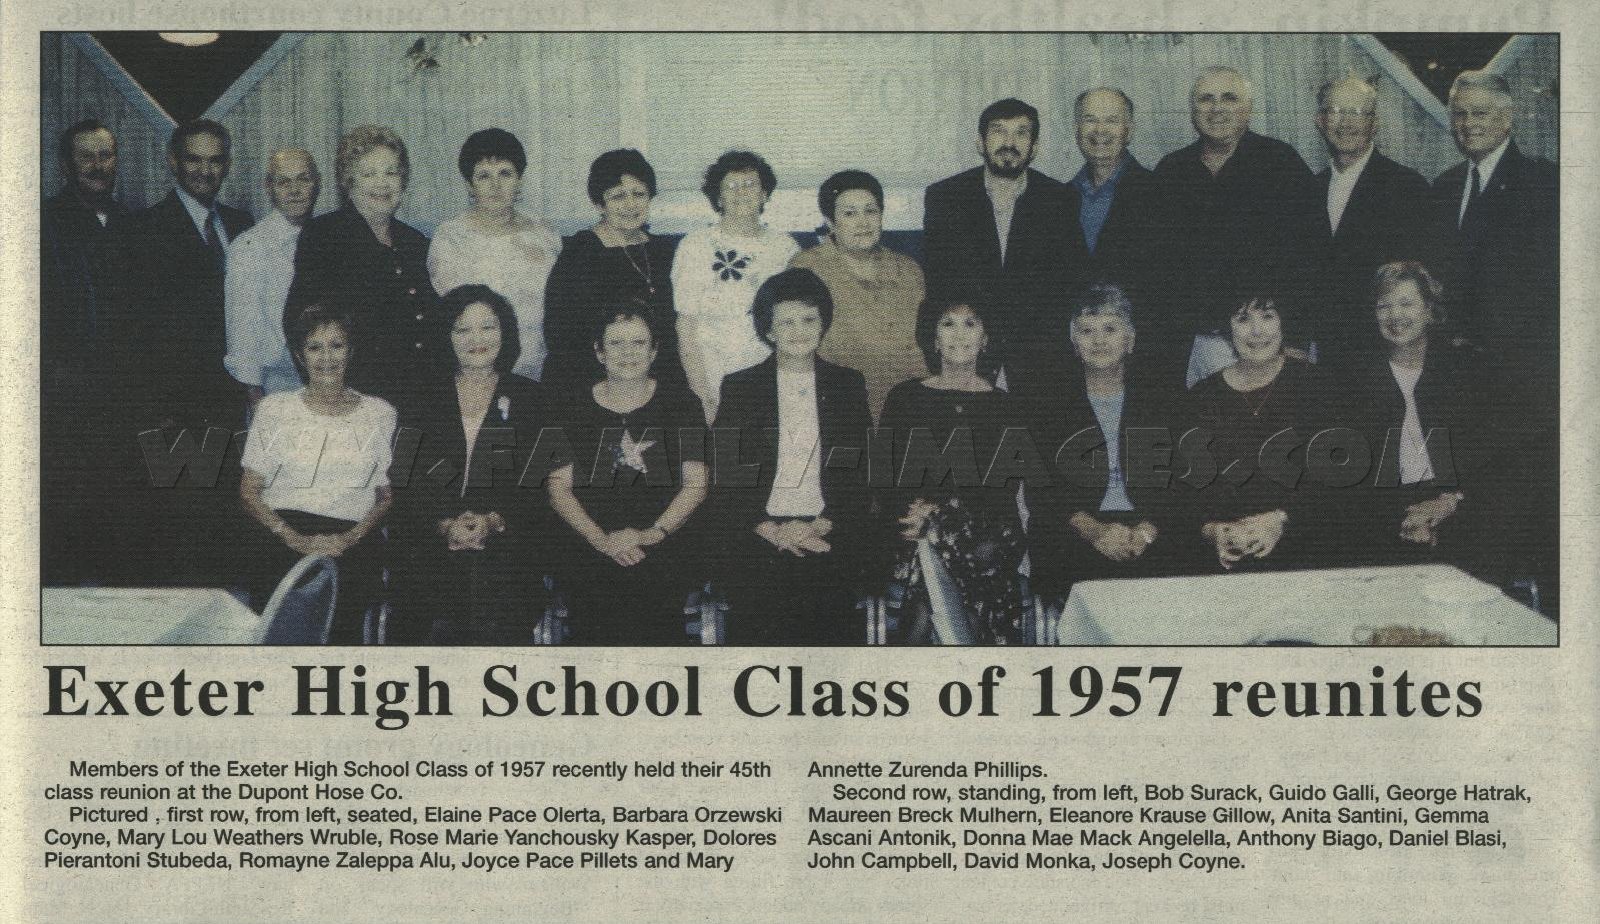 WWW.FAMILY-IMAGES.COM
Exeter High School Class of 1957 reunites
Members of the Exeter High School Class of 1957 recently held their 45th
class reunion at the Dupont Hose Co.
Pictured , first row, from left, seated, Elaine Pace Olerta, Barbara Orzewski
Coyne, Mary Lou Weathers Wruble, Rose Marie Yanchousky Kasper, Dolores
Pierantoni Stubeda, Romayne Zaleppa Alu, Joyce Pace Pillets and Mary
Annette Zurenda Phillips.
Second row, standing, from left, Bob Surack, Guido Galli, George Hatrak,
Maureen Breck Mulhern, Eleanore Krause Gillow, Anita Santini, Gemma
Ascani Antonik, Donna Mae Mack Angelella, Anthony Biago, Daniel Blasi,
John Campbell, David Monka, Joseph Coyne.